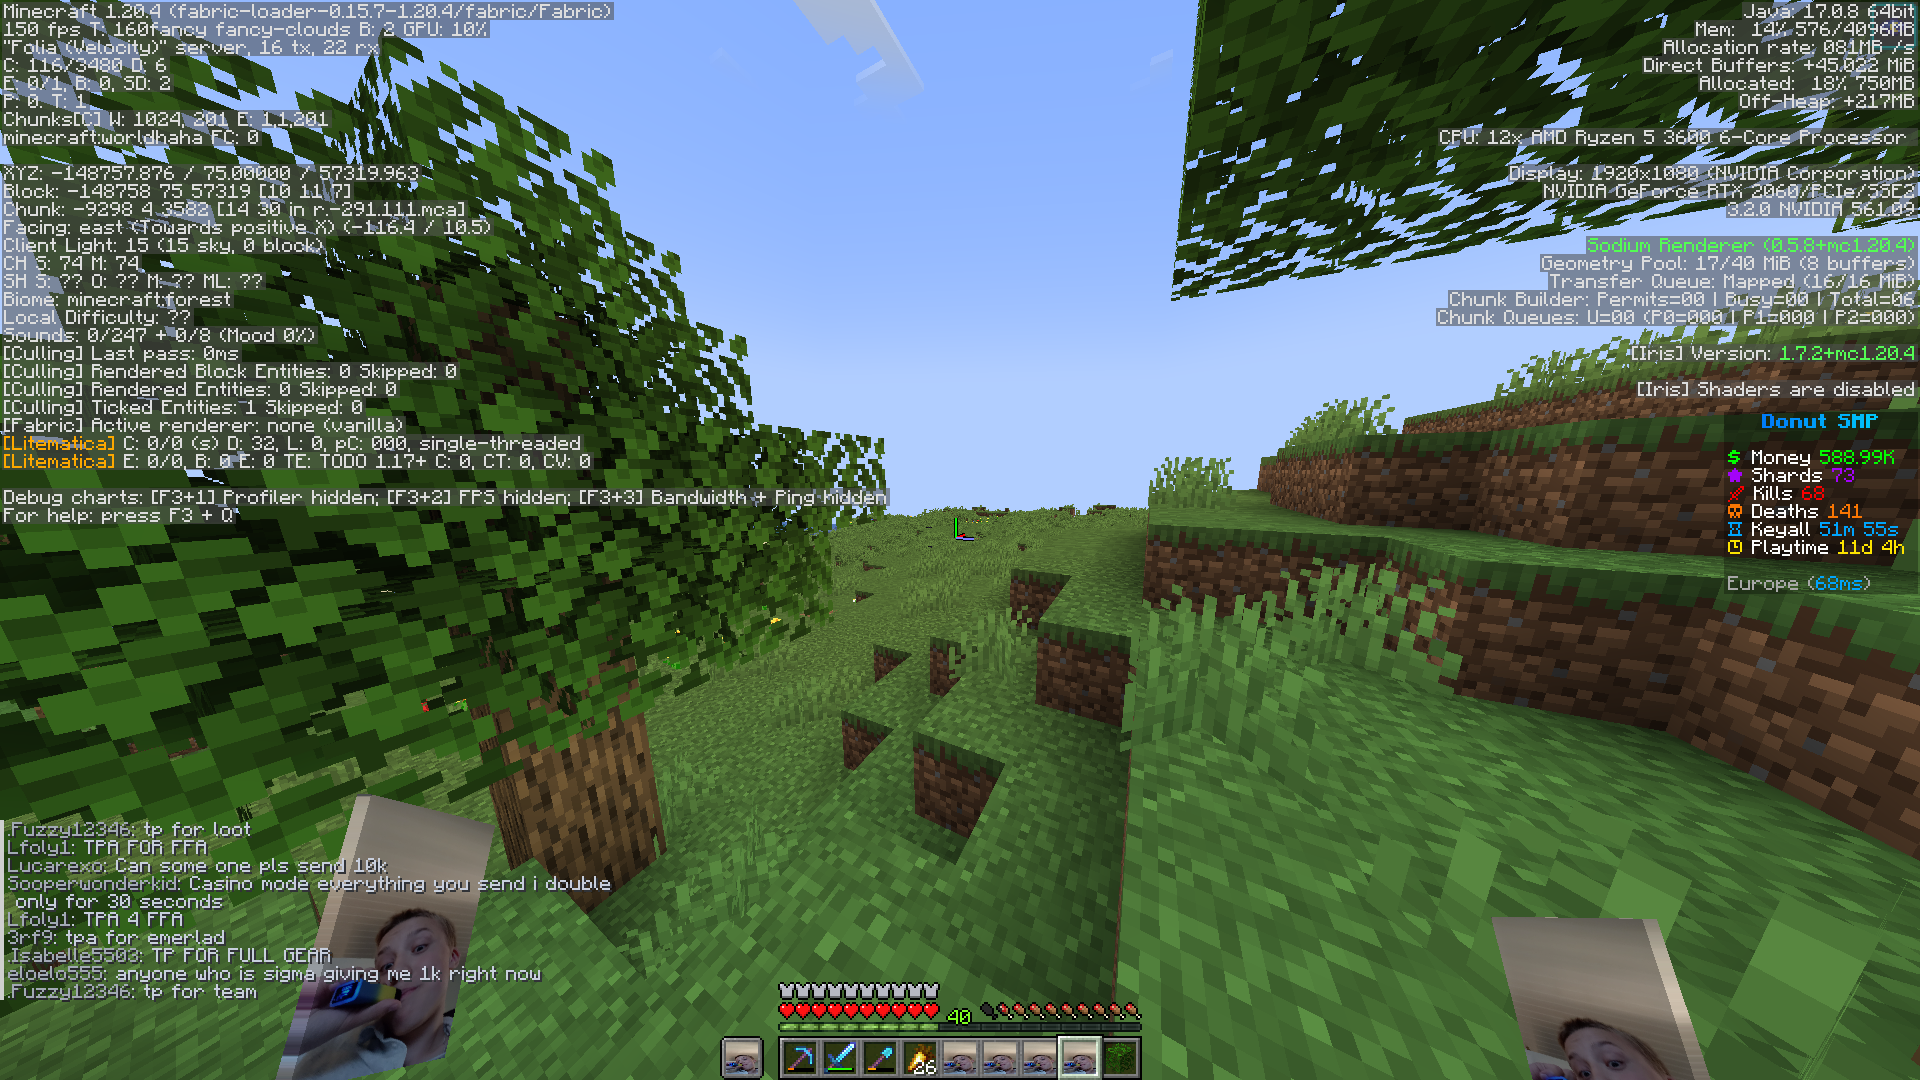 Minecraft 1.20.4 (fabric-loader-0.15.7-1.20.4/fabric/Fabric)
150 fps T: 160fancy fancy-clouds B: 2 GPU: 10%
"Folia (Velocity)" server, 16 tx, 22 rx
C: 116/3480 D: 6
E: 0/1, B: 0, SD: 2
P: 0. T: 1
Chunks[C] W: 1024, 201 E: 1,1,201
minecraft:worldhaha FC: 0
XYZ: -148757.876 / 75.00000 / 57319.963
Block: -148758 75 57319 [10 11 7]
Chunk: -9298 4 3582 [14 30 in r.-291.111.mca]
Facing: east (Towards positive X) (-116.4 / 10.5)
Client Light: 15 (15 sky, 0 block)
CH S: 74 M: 74
SH S: ?? O: ?? M: ?? ML: ??
Biome: minecraft:forest
Local Difficulty: ??
Sounds: 0/247 + 0/8 (Mood 0%)
[Culling] Last pass: 0ms
[Culling] Rendered Block Entities: 0 Skipped: 0
[Culling] Rendered Entities: 0 Skipped: 0
[Culling] Ticked Entities: 1 Skipped: 0
[Fabric] Active renderer: none (vanilla)
[Litematica] C: 0/0 (s) D: 32, L: 0, pC: 000, single-threaded
[Litematica] E: 0/0, B: 0 E: 0 TE: TODO 1.17+ C: 0, CT: 0, CV: 0
Debug charts: [F3+1] Profiler hidden; [F3+2] FPS hidden; [F3+3] Bandwidth + Ping hidden
For help: press F3 + Q
Java: 17.0.8 64bit
Mem: 14% 576/4096MB
Allocation rate: 081MB /s
Direct Buffers: +45.022 MiB
Allocated: 18% 750MB
Off-Heap: +217MB
CPU: 12x AMD Ryzen 5 3600 6-Core Processor
Display: 1920x1080 (NVIDIA Corporation)
NVIDIA GeForce RTX 2060/PCIe/SSE2
3.2.0 NVIDIA 561.09
Sodium Renderer (0.5.8+mc1.20.4)
Geometry Pool: 17/40 MiB (8 buffers)
Transfer Queue: Mapped (16/16 MiB)
Chunk Builder: Permits=00 | Busy=00 | Total=06
Chunk Queues: U=00 (P0=000 | P1=000 | P2=000)
[Iris] Version: 1.7.2+mc1.20.4
[Iris] Shaders are disabled
Donut SMP
$ Money 588.99K
Shards 73
Kills 68
Deaths 141
Keyall 51m 55s
Playtime 11d 4h
Europe (68ms)
.Fuzzy12346: tp for loot
Lfoly1: TPA FOR FFA
Lucarexo: Can some one pls send 10k
Sooperwonderkid: Casino mode everything you send i double
only for 30 seconds
Lfoly1: TPA 4 FFA
3rf9: tpa for emerlad
.Isabelle5503: TP FOR FULL GEAR
eloelo555: anyone who is sigma giving me 1k right now
.Fuzzy12346: tp for team
40
26